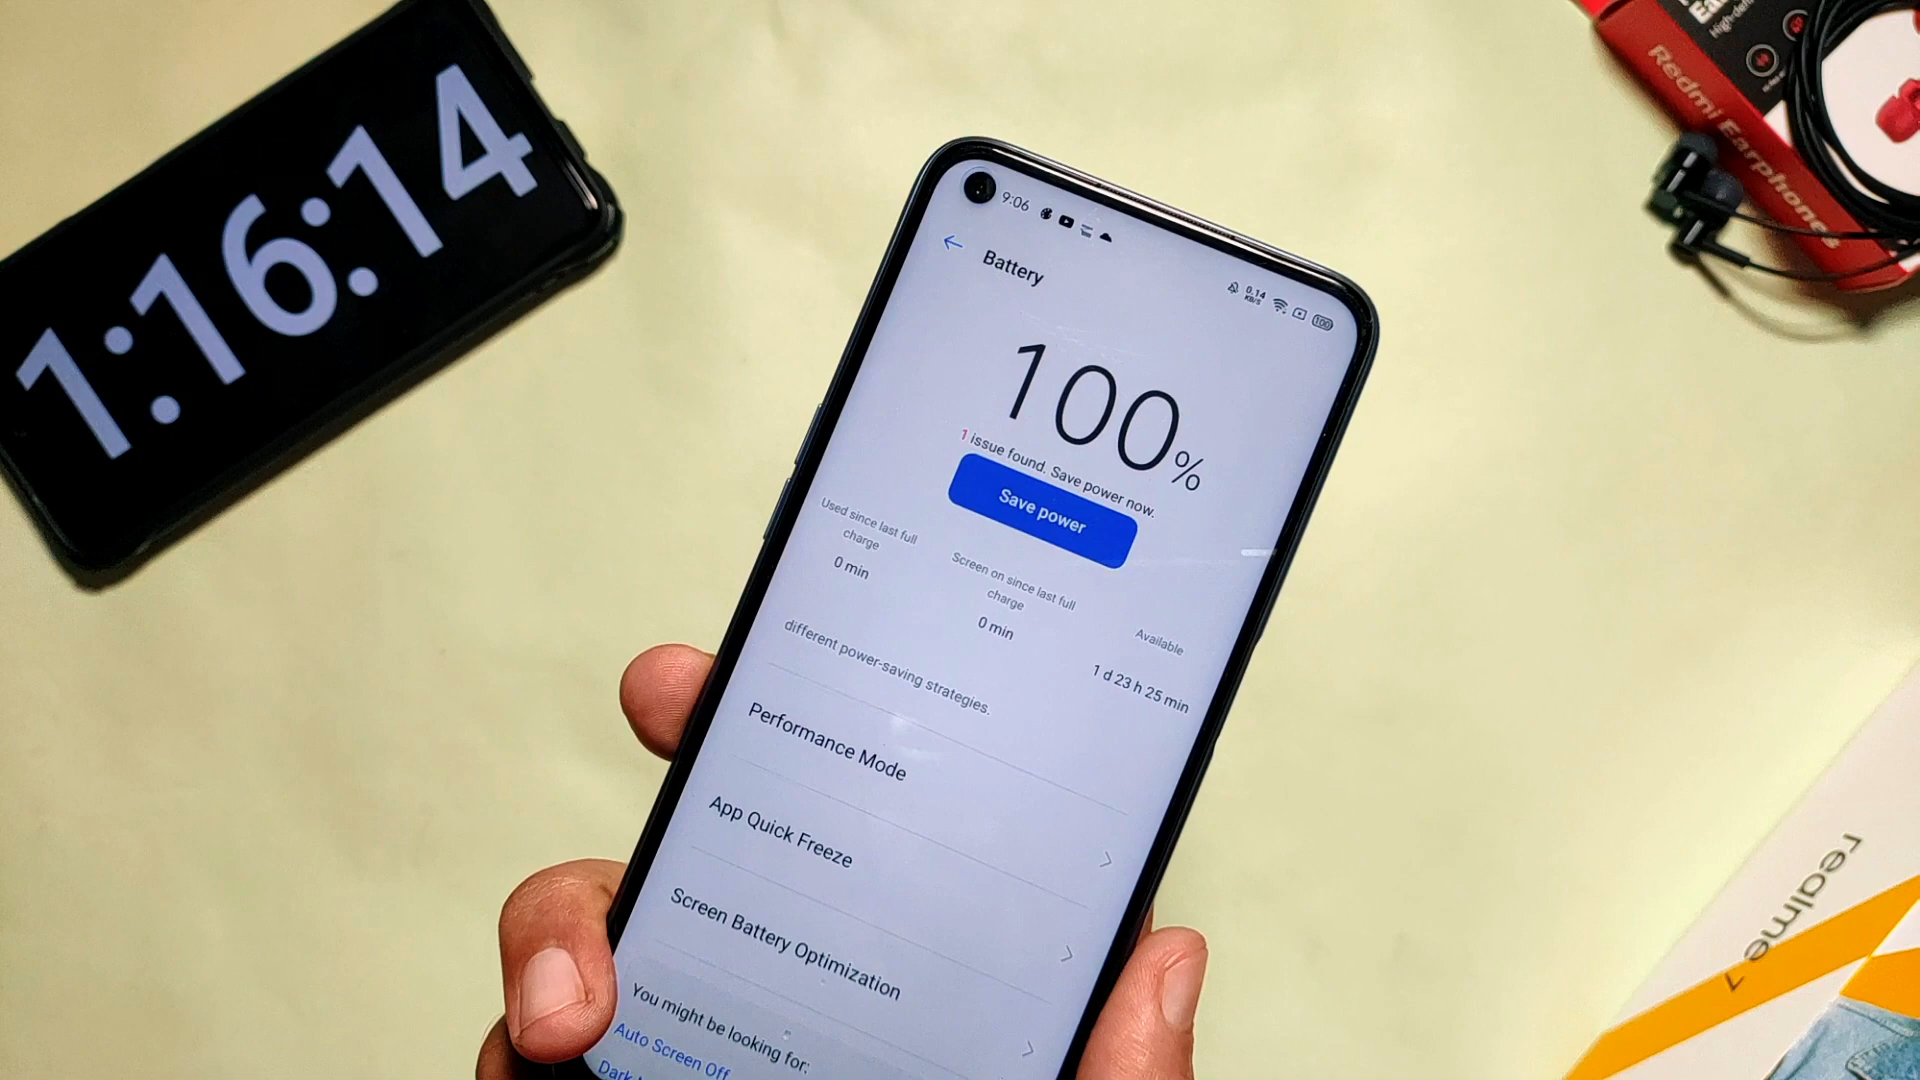 1:16:14
9:06
0.14
KB/S
100
Battery
100%
1 issue found. Save power now.
Save power
Used since last full
charge
0 min
Screen on since last full
charge
0 min
Available
1 d 23 h 25 min
different power-saving strategies.
Performance Mode
App Quick Freeze
Screen Battery Optimization
You might be looking for:
Auto Screen Off
Dark
Redmi Earphones
realme 7